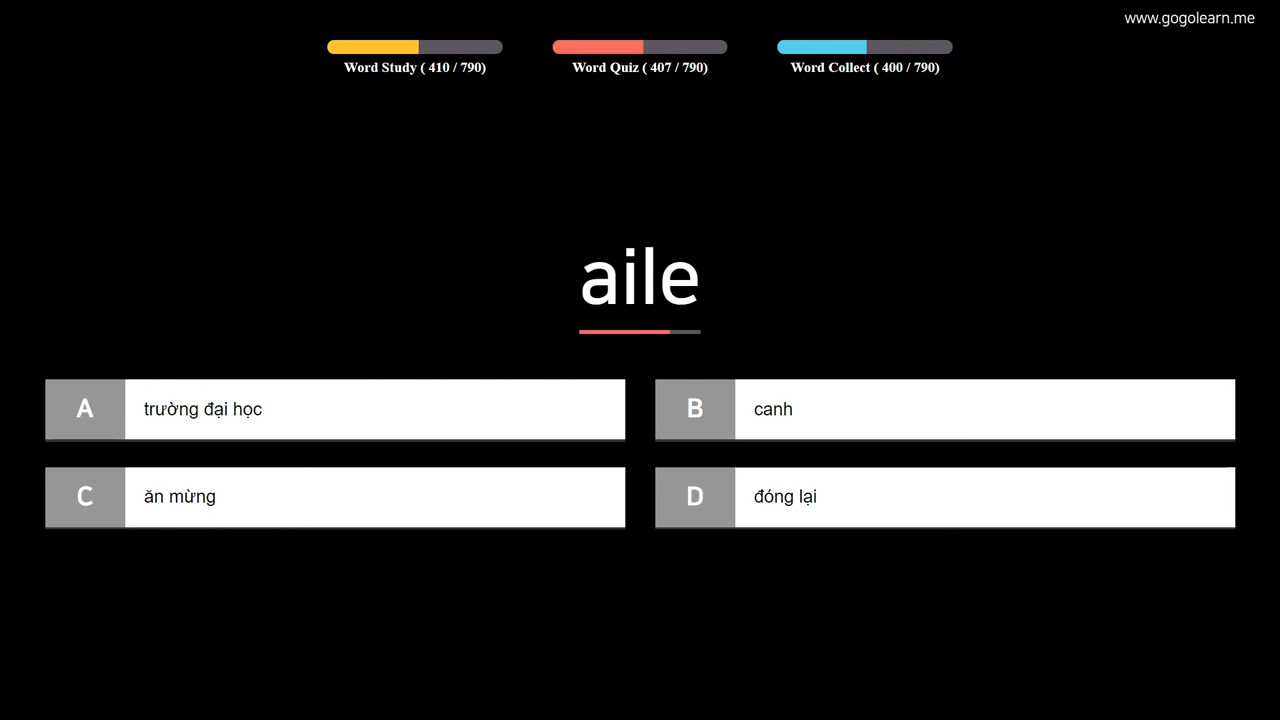 www.gogolearn.me
Word Study ( 410 / 790)
Word Quiz ( 407 / 790)
Word Collect ( 400 / 790)
aile
A trường đại học
B canh
C ăn mừng
D đóng lại